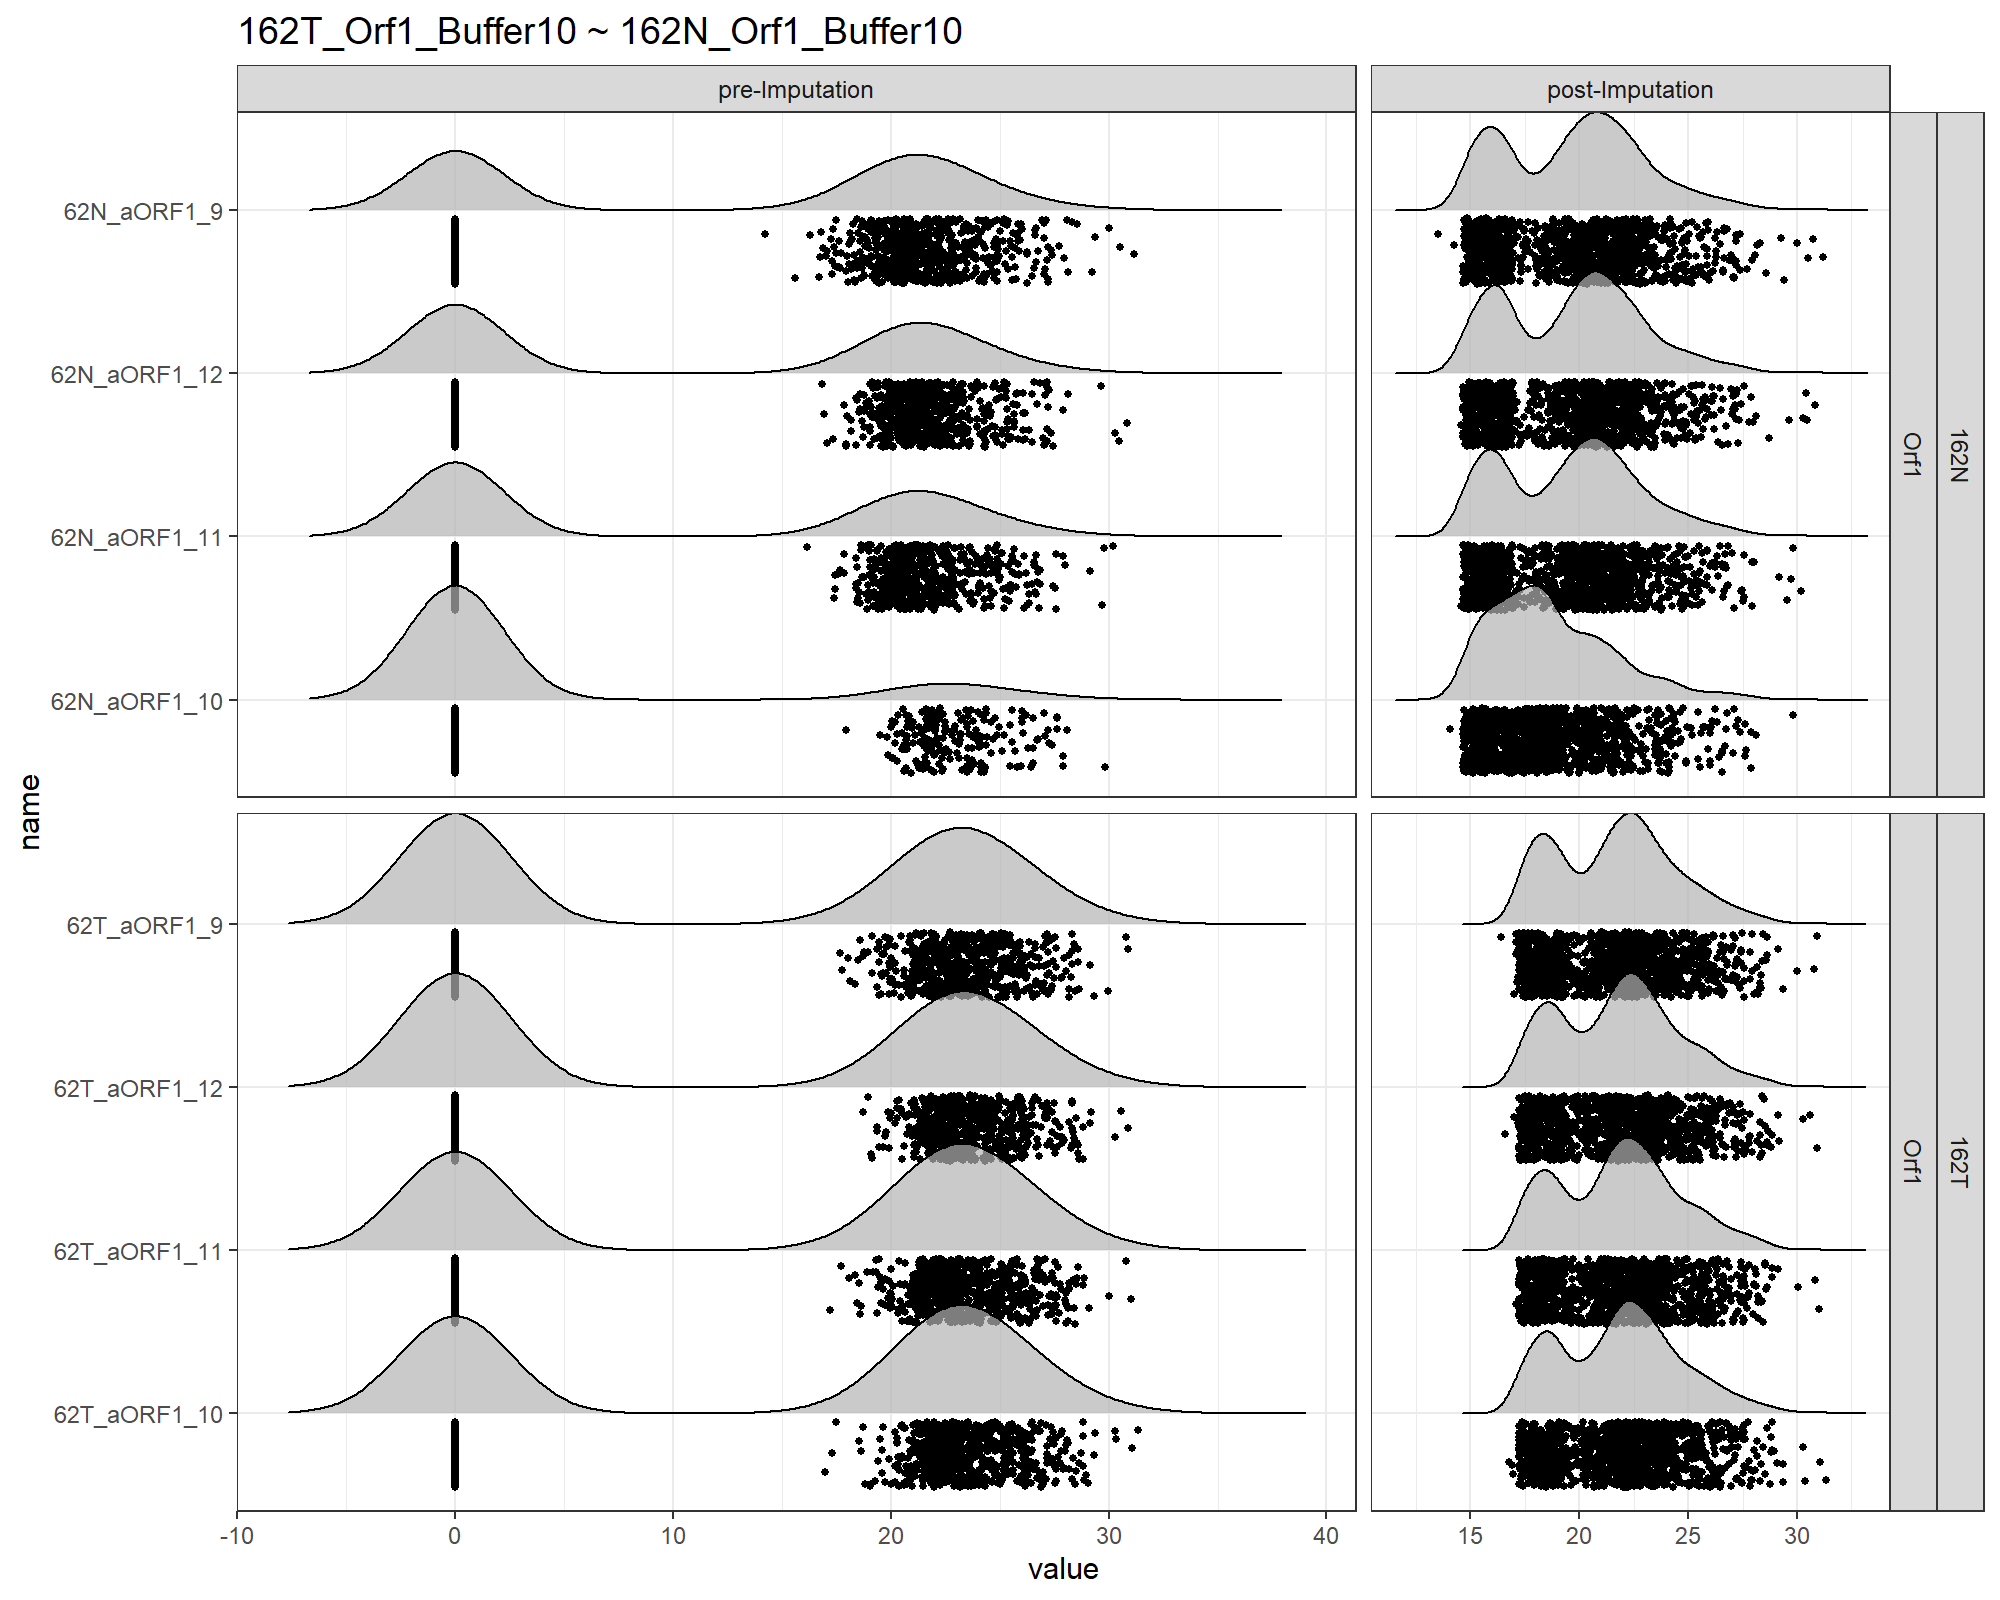 162T_Orf1_Buffer10 ~ 162N_Orf1_Buffer10
pre-Imputation
post-Imputation
62N_aORF1_9
62N_aORF1_12
62N_aORF1_11
62N_aORF1_10
Orf1
162N
name
62T_aORF1_9
62T_aORF1_12
62T_aORF1_11
62T_aORF1_10
Orf1
162T
-10 0 10 20 30 40
15 20 25 30
value